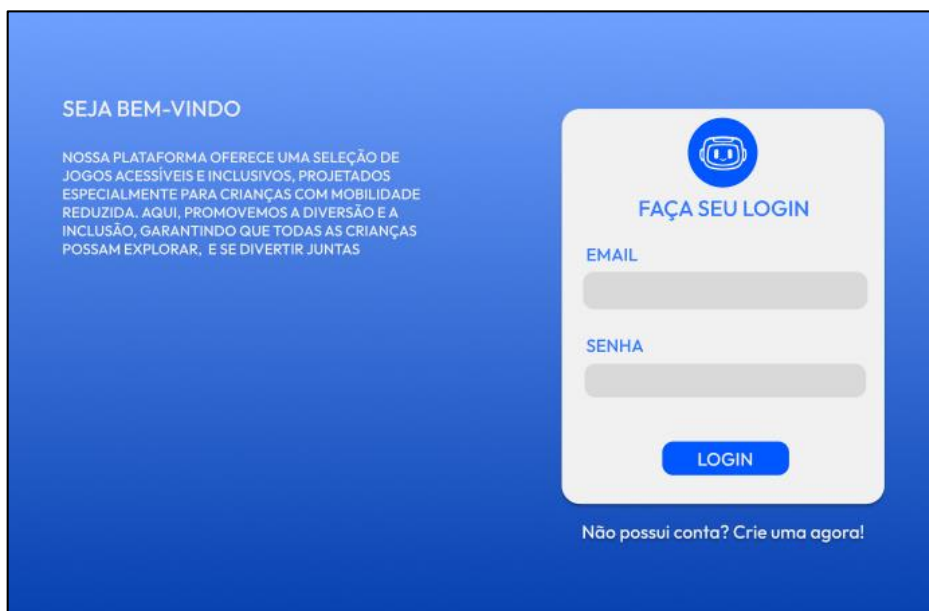 SEJA BEM-VINDO
NOSSA PLATAFORMA OFERECE UMA SELEÇÃO DE
JOGOS ACESSÍVEIS E INCLUSIVOS, PROJETADOS
ESPECIALMENTE PARA CRIANÇAS COM MOBILIDADE
REDUZIDA. AQUI, PROMOVEMOS A DIVERSÃO E A
INCLUSÃO, GARANTINDO QUE TODAS AS CRIANÇAS
POSSAM EXPLORAR, E SE DIVERTIR JUNTAS
FAÇA SEU LOGIN
EMAIL
SENHA
LOGIN
Não possui conta? Crie uma agora!